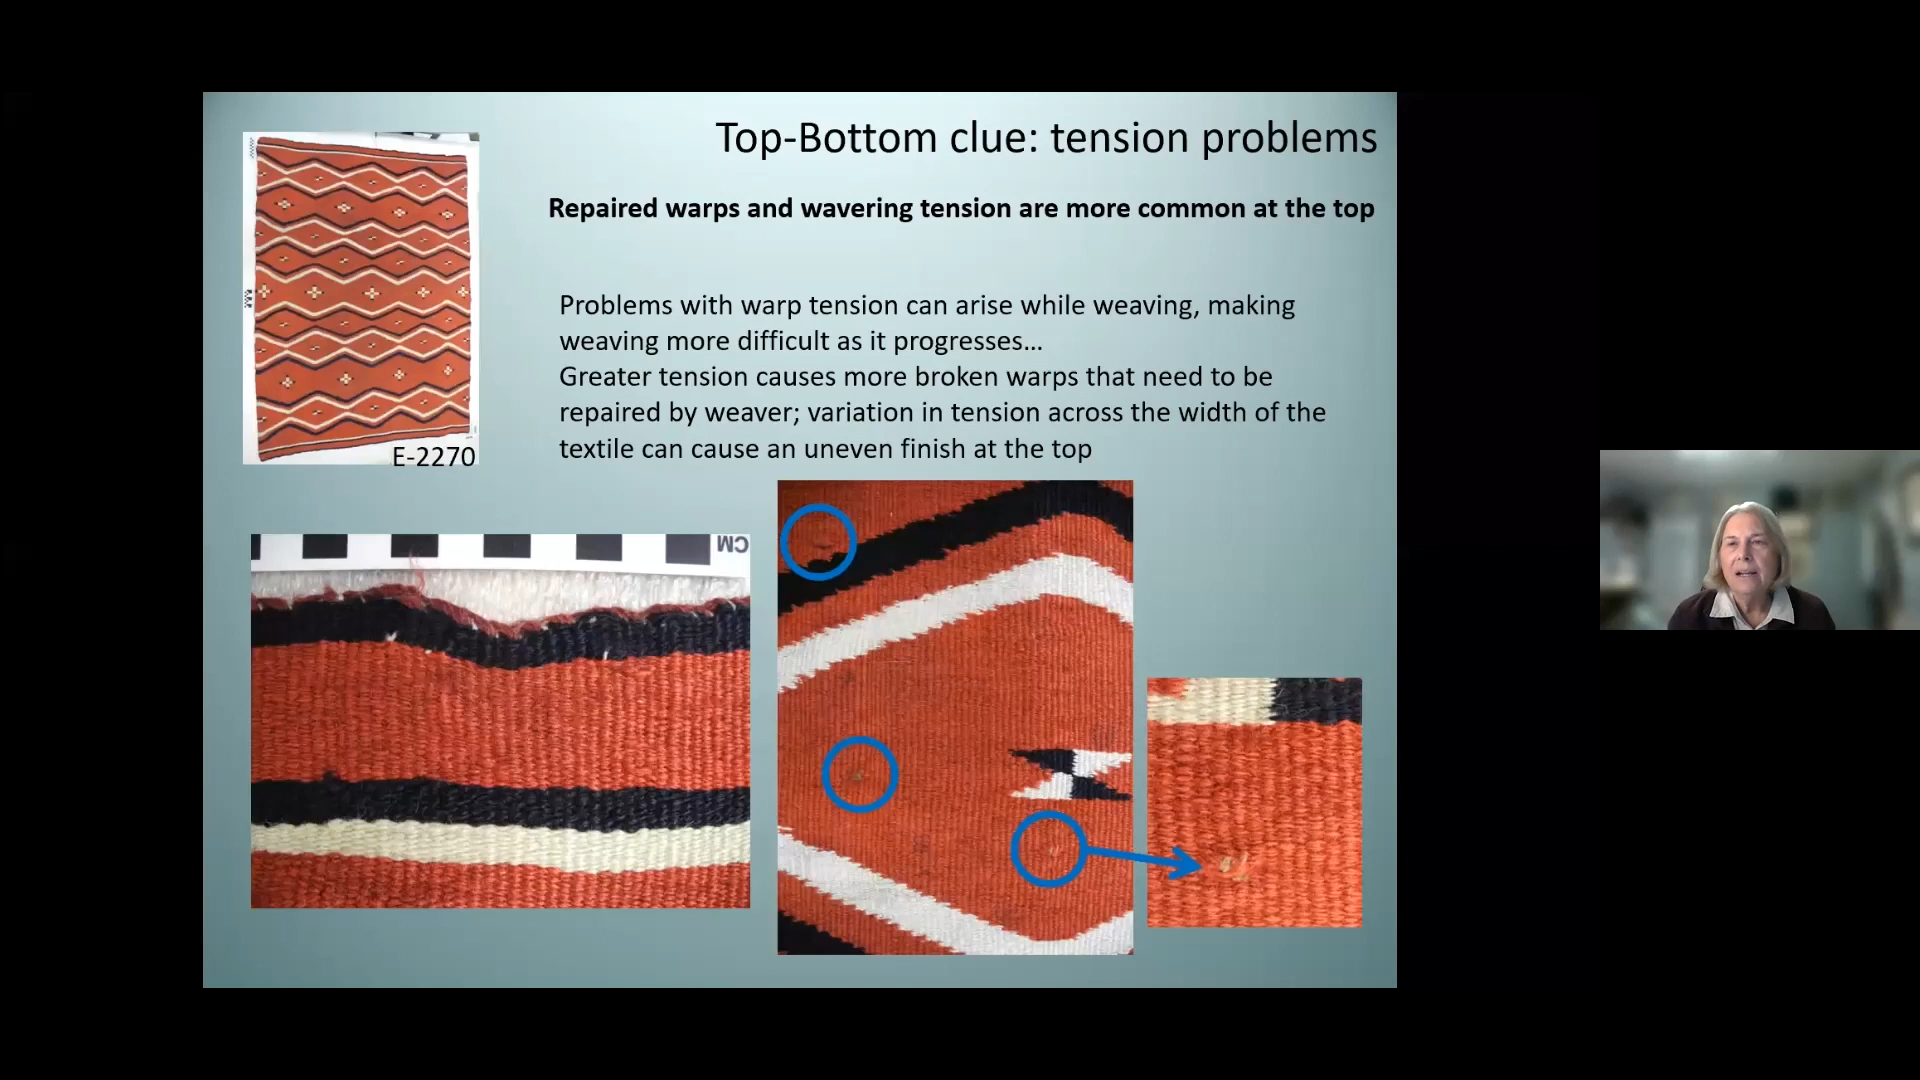 Top-Bottom clue: tension problems
Repaired warps and wavering tension are more common at the top
Problems with warp tension can arise while weaving, making
weaving more difficult as it progresses...
Greater tension causes more broken warps that need to be
repaired by weaver; variation in tension across the width of the
textile can cause an uneven finish at the top
E-2270
CM